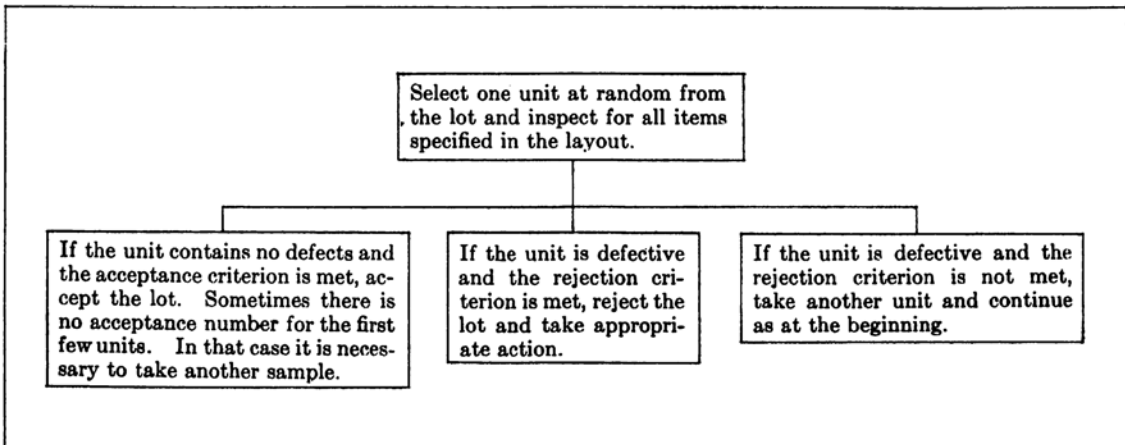 Select one unit at random from
the lot and inspect for all items
specified in the layout.
If the unit contains no defects and
the acceptance criterion is met, ac-
cept the lot. Sometimes there is
no acceptance number for the first
few units. In that case it is neces-
sary to take another sample.
If the unit is defective
and the rejection cri-
terion is met, reject the
lot and take appropri-
ate action.
If the unit is defective and the
rejection criterion is not met,
take another unit and continue
as at the beginning.